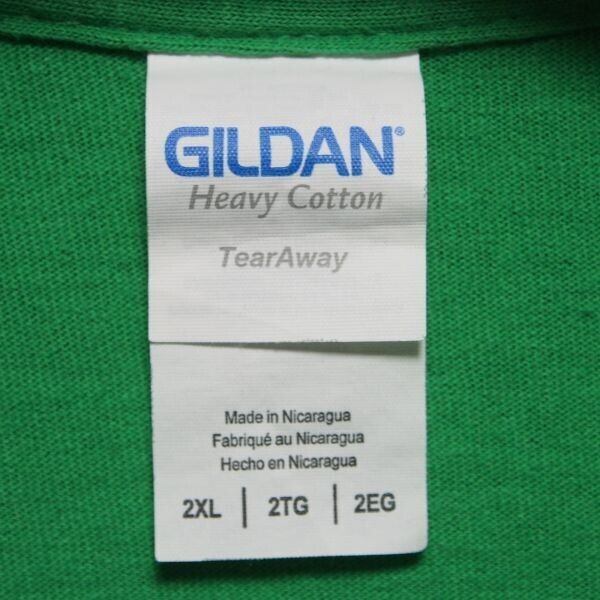 GILDAN®
Heavy Cotton
TearAway
Made in Nicaragua
Fabriqué au Nicaragua
Hecho en Nicaragua
2XL | 2TG | 2EG